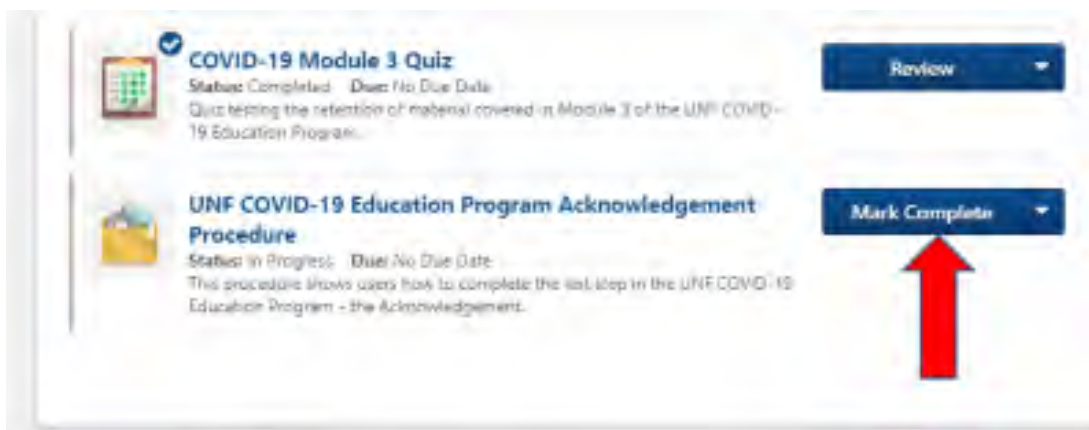 COVID-19 Module 3 Quiz
Status: Completed Due: No Due Date
Quiz testing the retention of material covered in Module 3 of the UNF COVID-
19 Education Program.
Review
UNF COVID-19 Education Program Acknowledgement
Procedure
Status: In Progress Due: No Due Date
This procedure shows users how to complete the last step in the UNF COVID-19
Education Program - the Acknowledgement.
Mark Complete